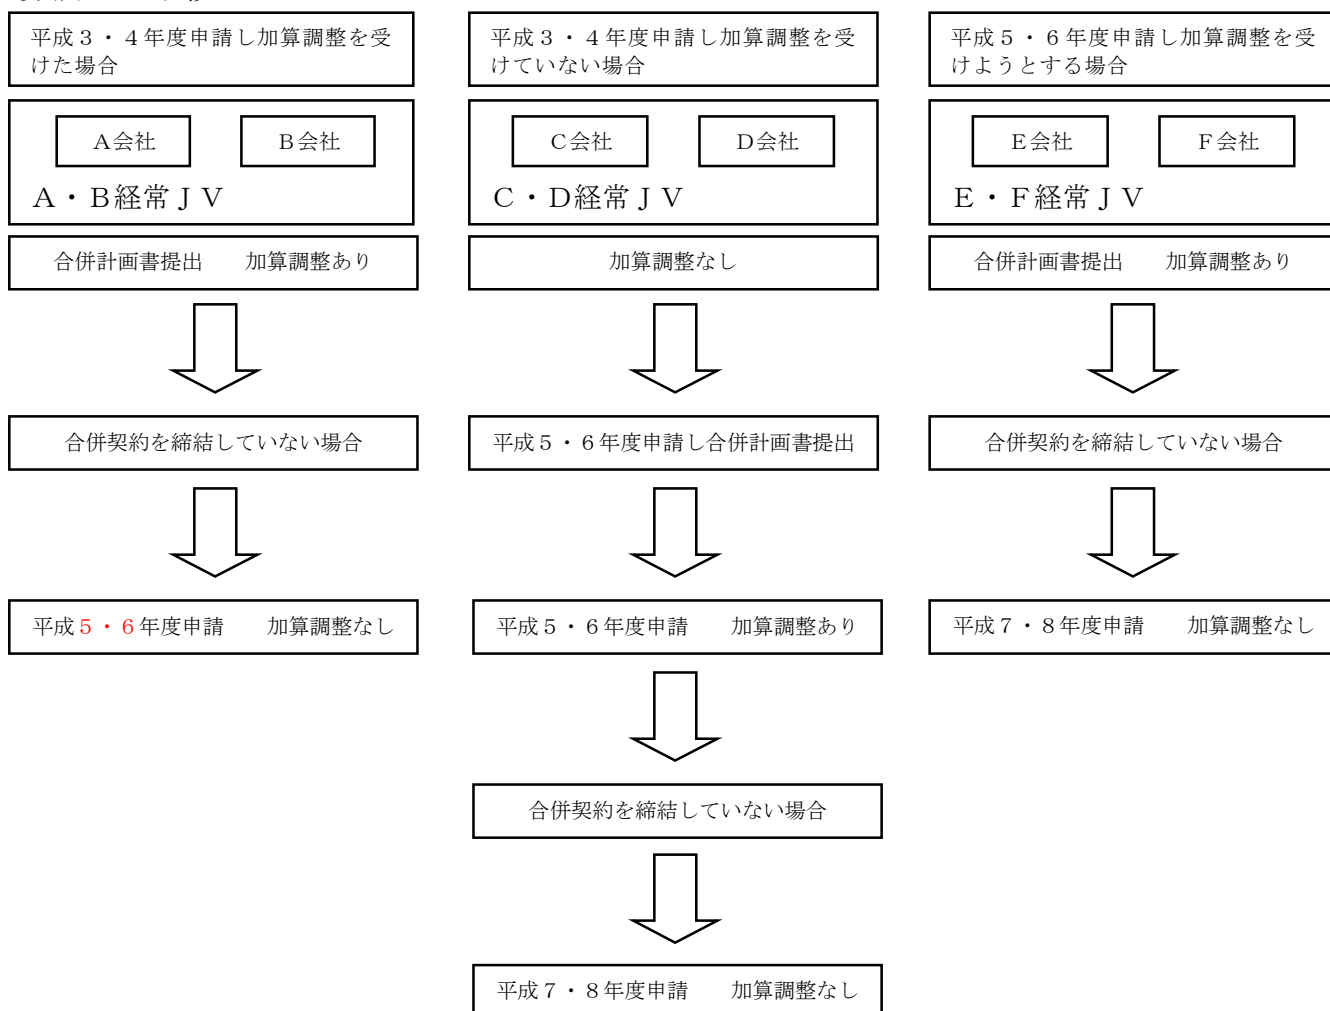 平成３・４年度申請し加算調整を受
けた場合
Ａ会社
Ｂ会社
Ａ・Ｂ経常ＪＶ
合併計画書提出　　加算調整あり
合併契約を締結していない場合
平成５・６年度申請　　加算調整なし
平成３・４年度申請し加算調整を受
けていない場合
Ｃ会社
Ｄ会社
Ｃ・Ｄ経常ＪＶ
加算調整なし
平成５・６年度申請し合併計画書提出
平成５・６年度申請　　加算調整あり
合併契約を締結していない場合
平成７・８年度申請　　加算調整なし
平成５・６年度申請し加算調整を受
けようとする場合
Ｅ会社
Ｆ会社
Ｅ・Ｆ経常ＪＶ
合併計画書提出　　加算調整あり
合併契約を締結していない場合
平成７・８年度申請　　加算調整なし